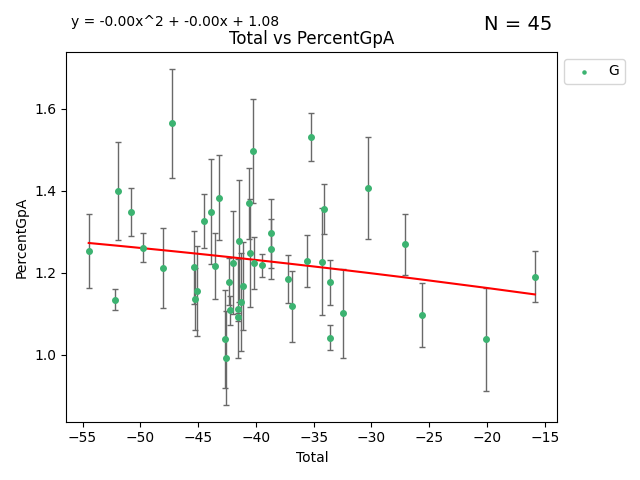 y = -0.00x^2 + -0.00x + 1.08
N = 45
Total vs PercentGpA
G
PercentGpA
1.6
1.4
1.2
1.0
−55 −50 −45 −40 −35 −30 −25 −20 −15
Total